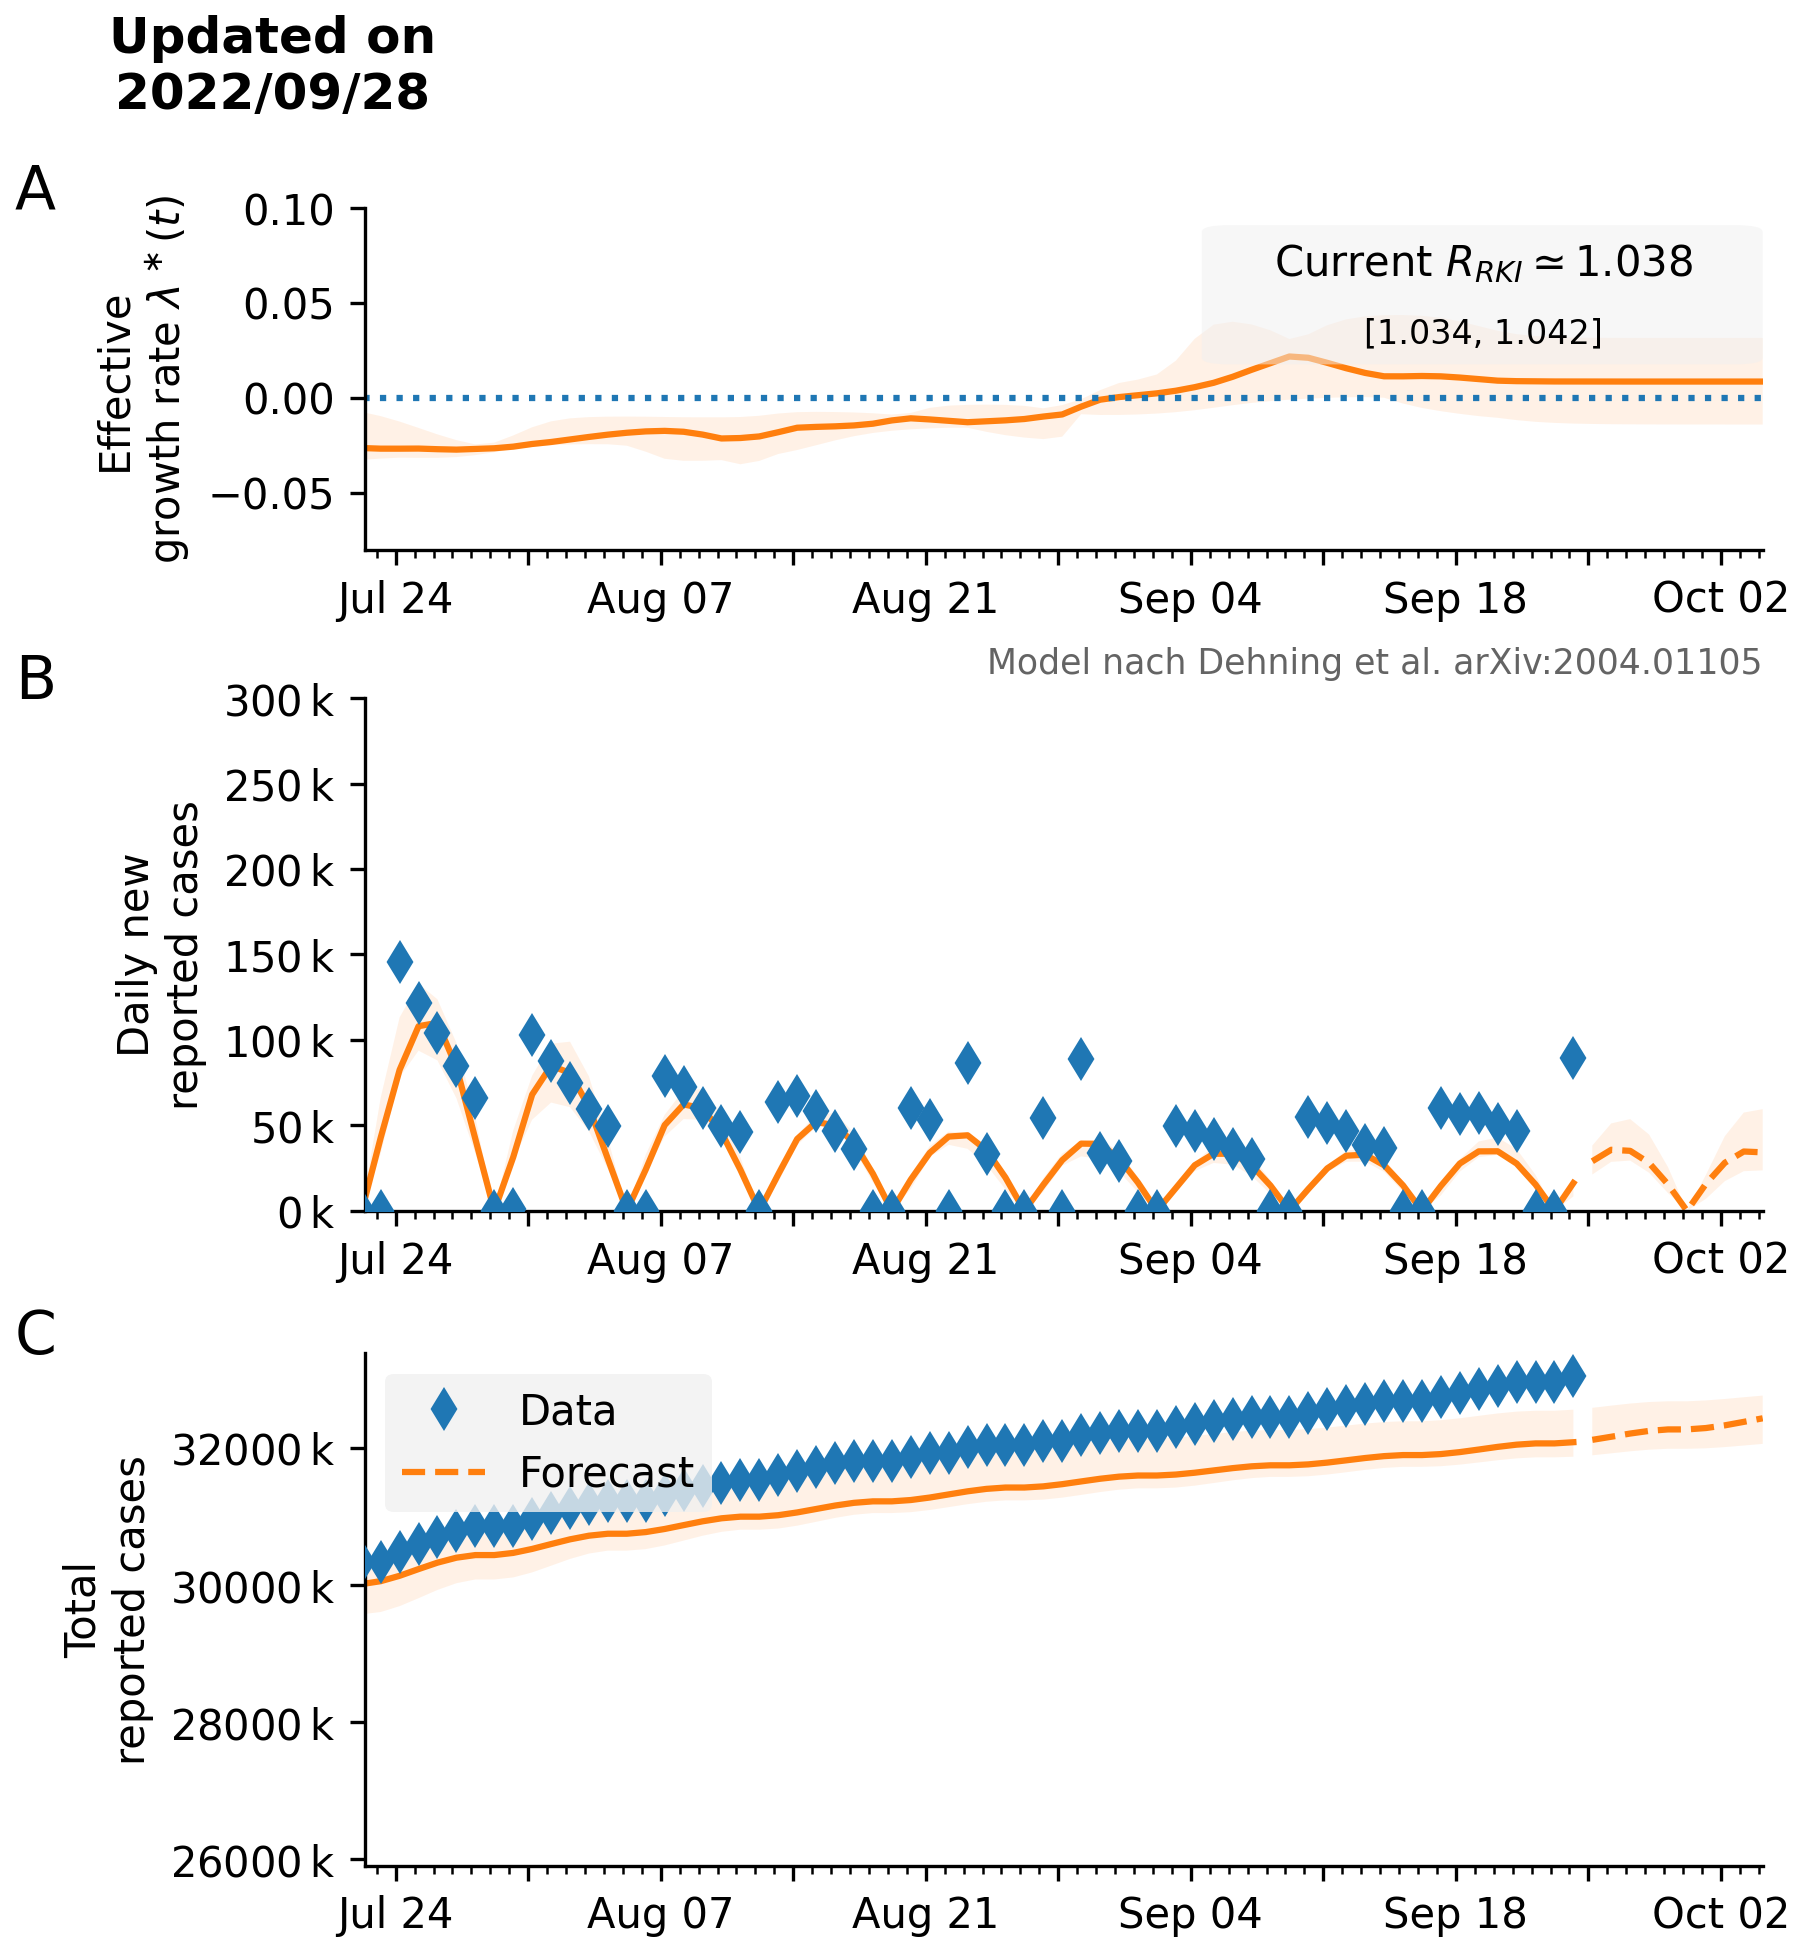 Updated on
2022/09/28
A
Effective
growth rate λ * (t)
0.10
0.05
0.00
−0.05
Current R_RKI ≃ 1.038
[1.034, 1.042]
Jul 24 Aug 07 Aug 21 Sep 04 Sep 18 Oct 02
Model nach Dehning et al. arXiv:2004.01105
B
Daily new
reported cases
300 k
250 k
200 k
150 k
100 k
50 k
0 k
Jul 24 Aug 07 Aug 21 Sep 04 Sep 18 Oct 02
C
Total
reported cases
Data
Forecast
32000 k
30000 k
28000 k
26000 k
Jul 24 Aug 07 Aug 21 Sep 04 Sep 18 Oct 02